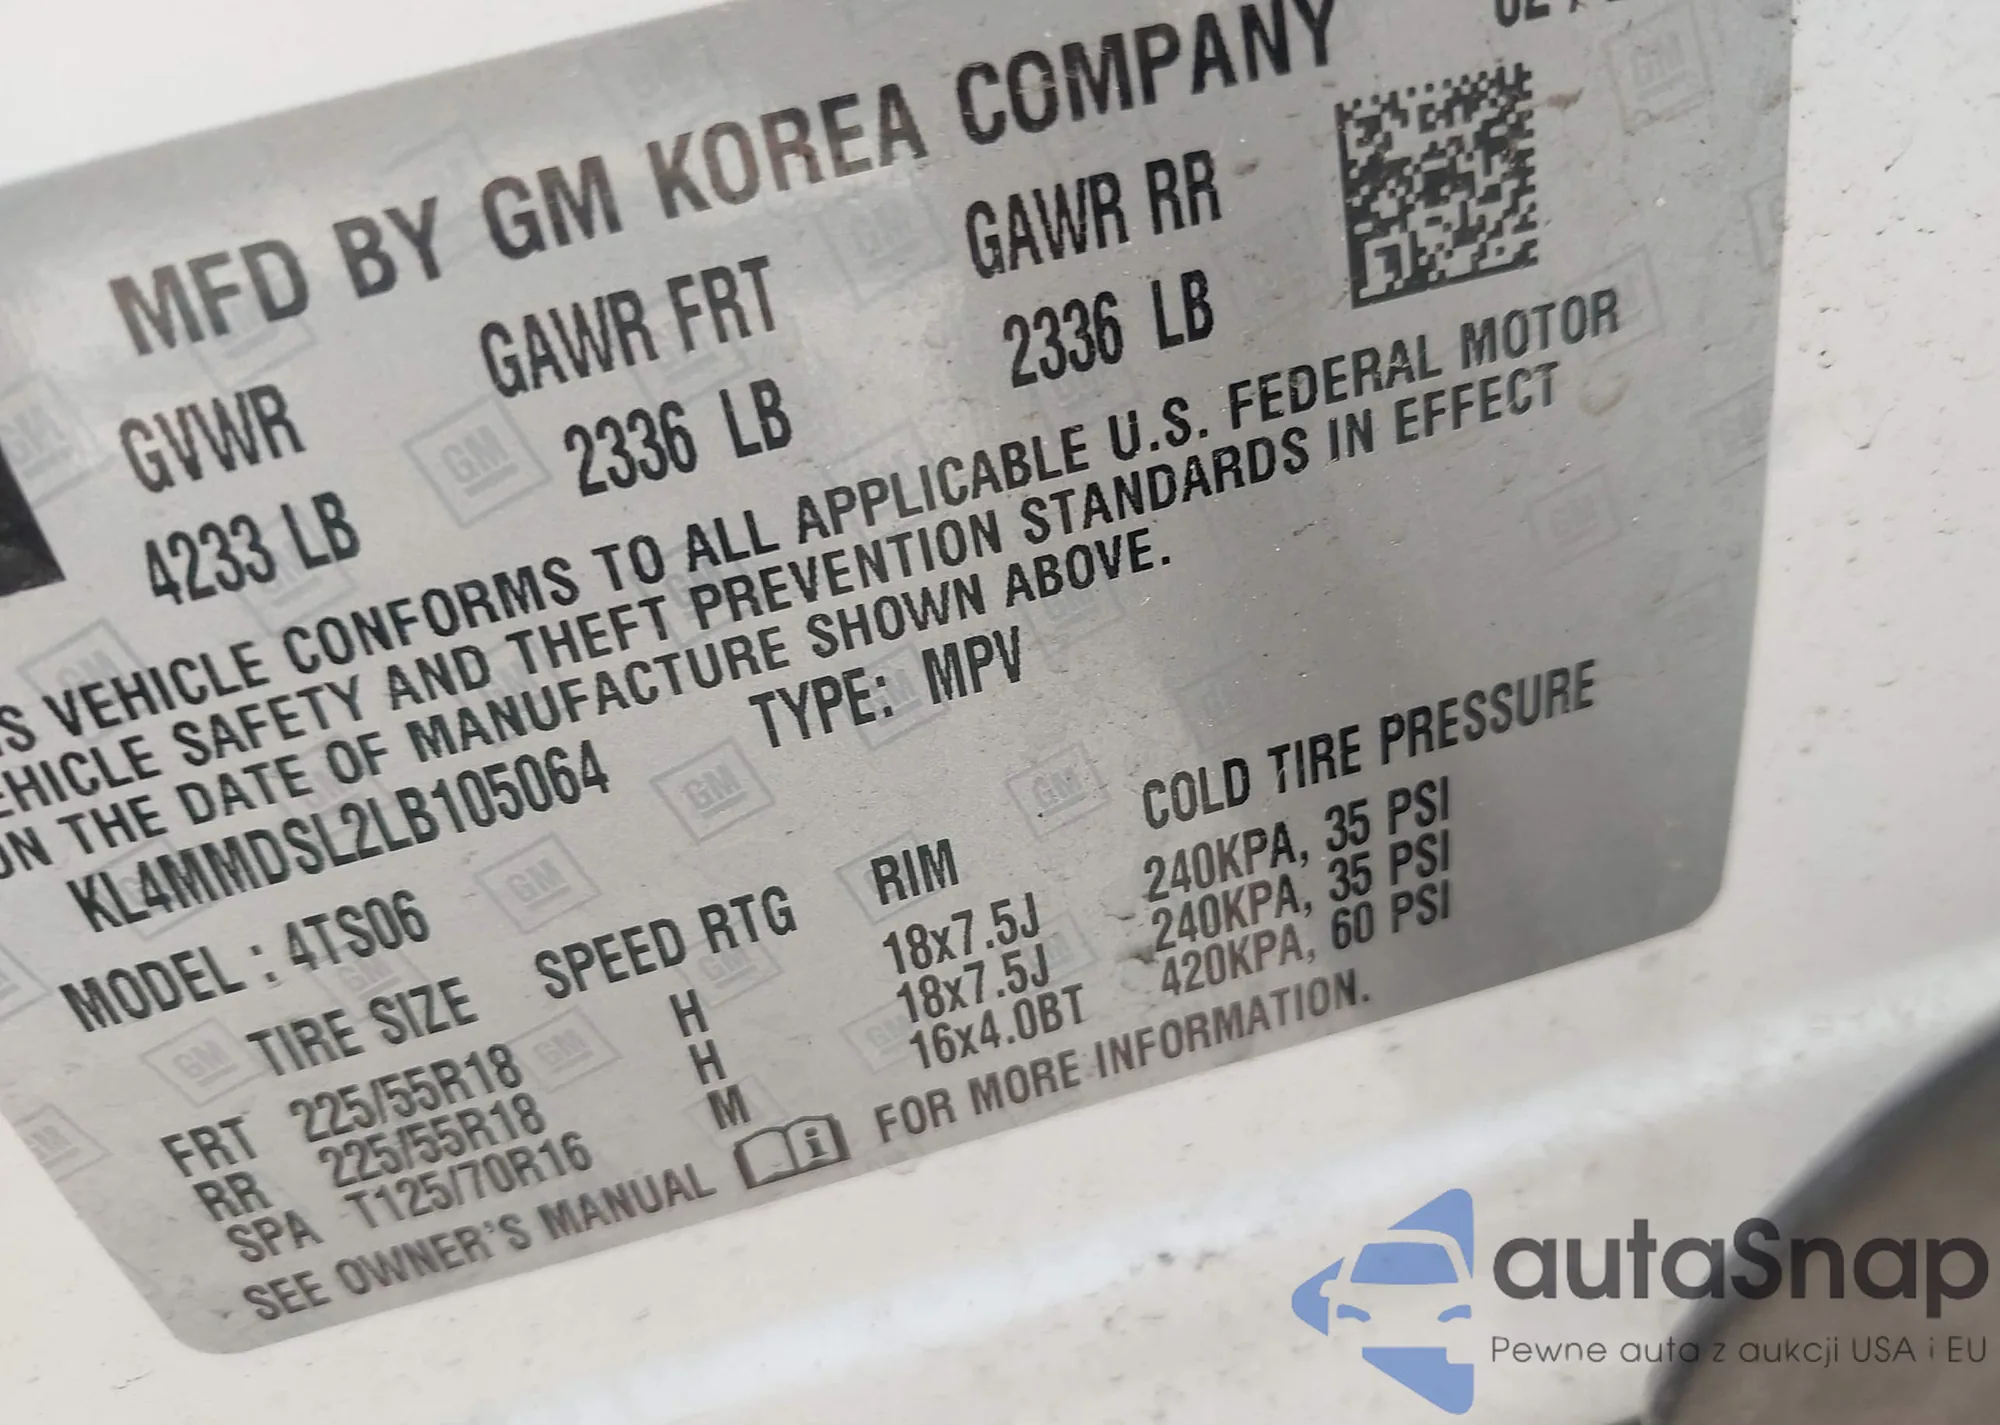 MFD BY GM KOREA COMPANY
GVWR GAWR FRT GAWR RR
4233 LB 2336 LB 2336 LB
VEHICLE CONFORMS TO ALL APPLICABLE U.S. FEDERAL MOTOR
SAFETY AND THEFT PREVENTION STANDARDS IN EFFECT
THE DATE OF MANUFACTURE SHOWN ABOVE.
KL4MMDSL2LB105064 TYPE: MPV
MODEL : 4TS06
TIRE SIZE SPEED RTG RIM COLD TIRE PRESSURE
FRT 225/55R18 H 18x7.5J 240KPA, 35 PSI
RR 225/55R18 H 18x7.5J 240KPA, 35 PSI
SPA T125/70R16 M 16x4.0BT 420KPA, 60 PSI
SEE OWNER'S MANUAL FOR MORE INFORMATION.
autaSnap
Pewne auta z aukcji USA i EU